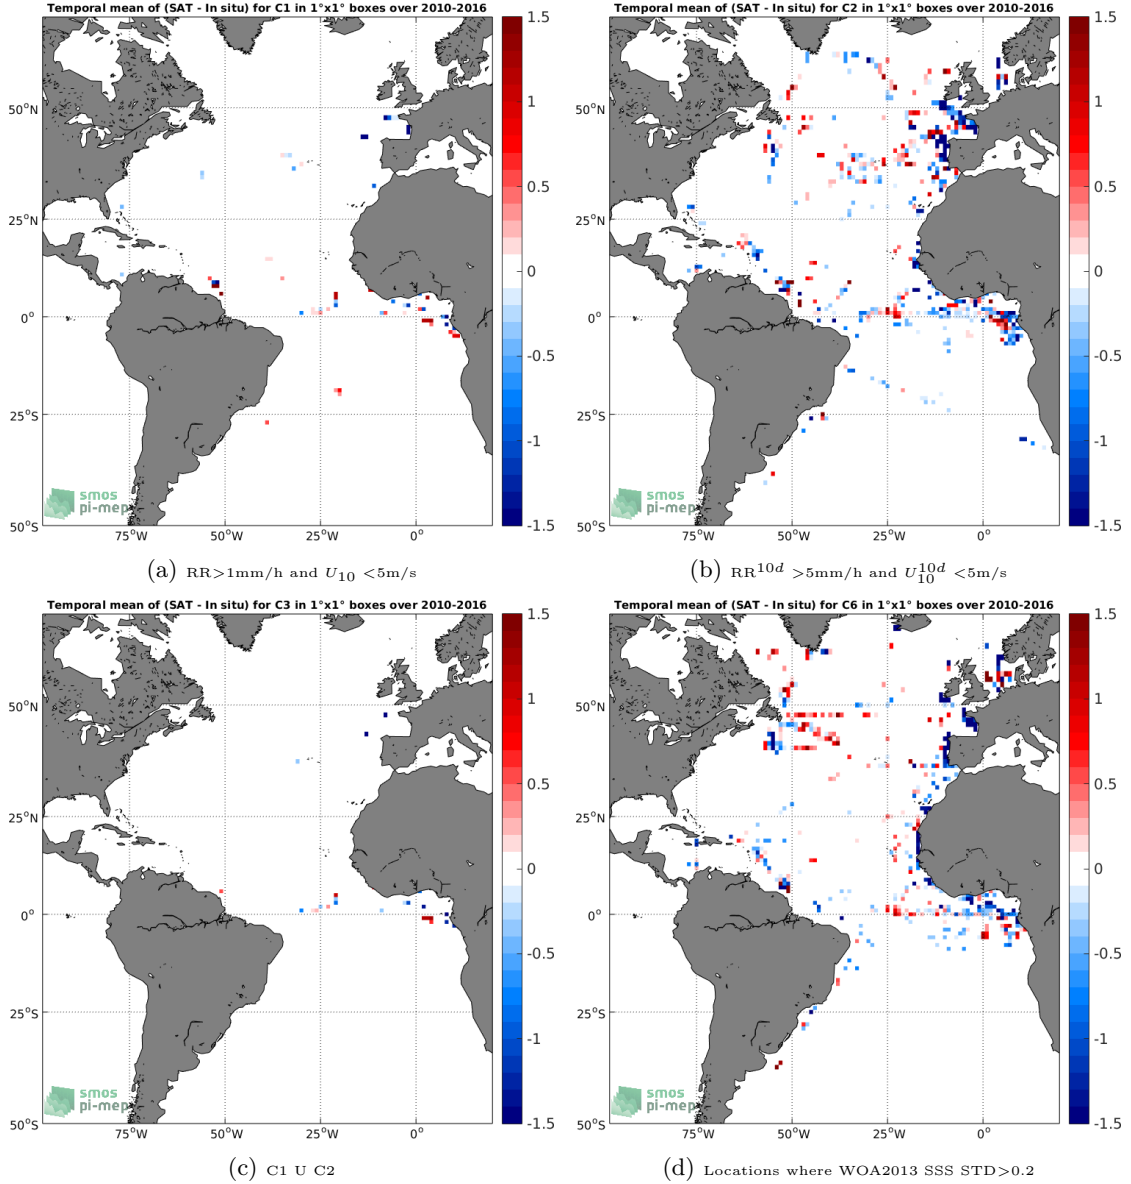 Temporal mean of (SAT - In situ) for C1 in 1°x1° boxes over 2010-2016
1.5
1
0.5
0
-0.5
-1
-1.5
50°N
25°N
0°
25°S
50°S
75°W
50°W
25°W
0°
smos
pi-mep
(a) RR>1mm/h and U10 <5m/s
Temporal mean of (SAT - In situ) for C2 in 1°x1° boxes over 2010-2016
1.5
1
0.5
0
-0.5
-1
-1.5
50°N
25°N
0°
25°S
50°S
75°W
50°W
25°W
0°
smos
pi-mep
(b) RR10d >5mm/h and U10 10d <5m/s
Temporal mean of (SAT - In situ) for C3 in 1°x1° boxes over 2010-2016
1.5
1
0.5
0
-0.5
-1
-1.5
50°N
25°N
0°
25°S
50°S
75°W
50°W
25°W
0°
smos
pi-mep
(c) C1 U C2
Temporal mean of (SAT - In situ) for C6 in 1°x1° boxes over 2010-2016
1.5
1
0.5
0
-0.5
-1
-1.5
50°N
25°N
0°
25°S
50°S
75°W
50°W
25°W
0°
smos
pi-mep
(d) Locations where WOA2013 SSS STD>0.2